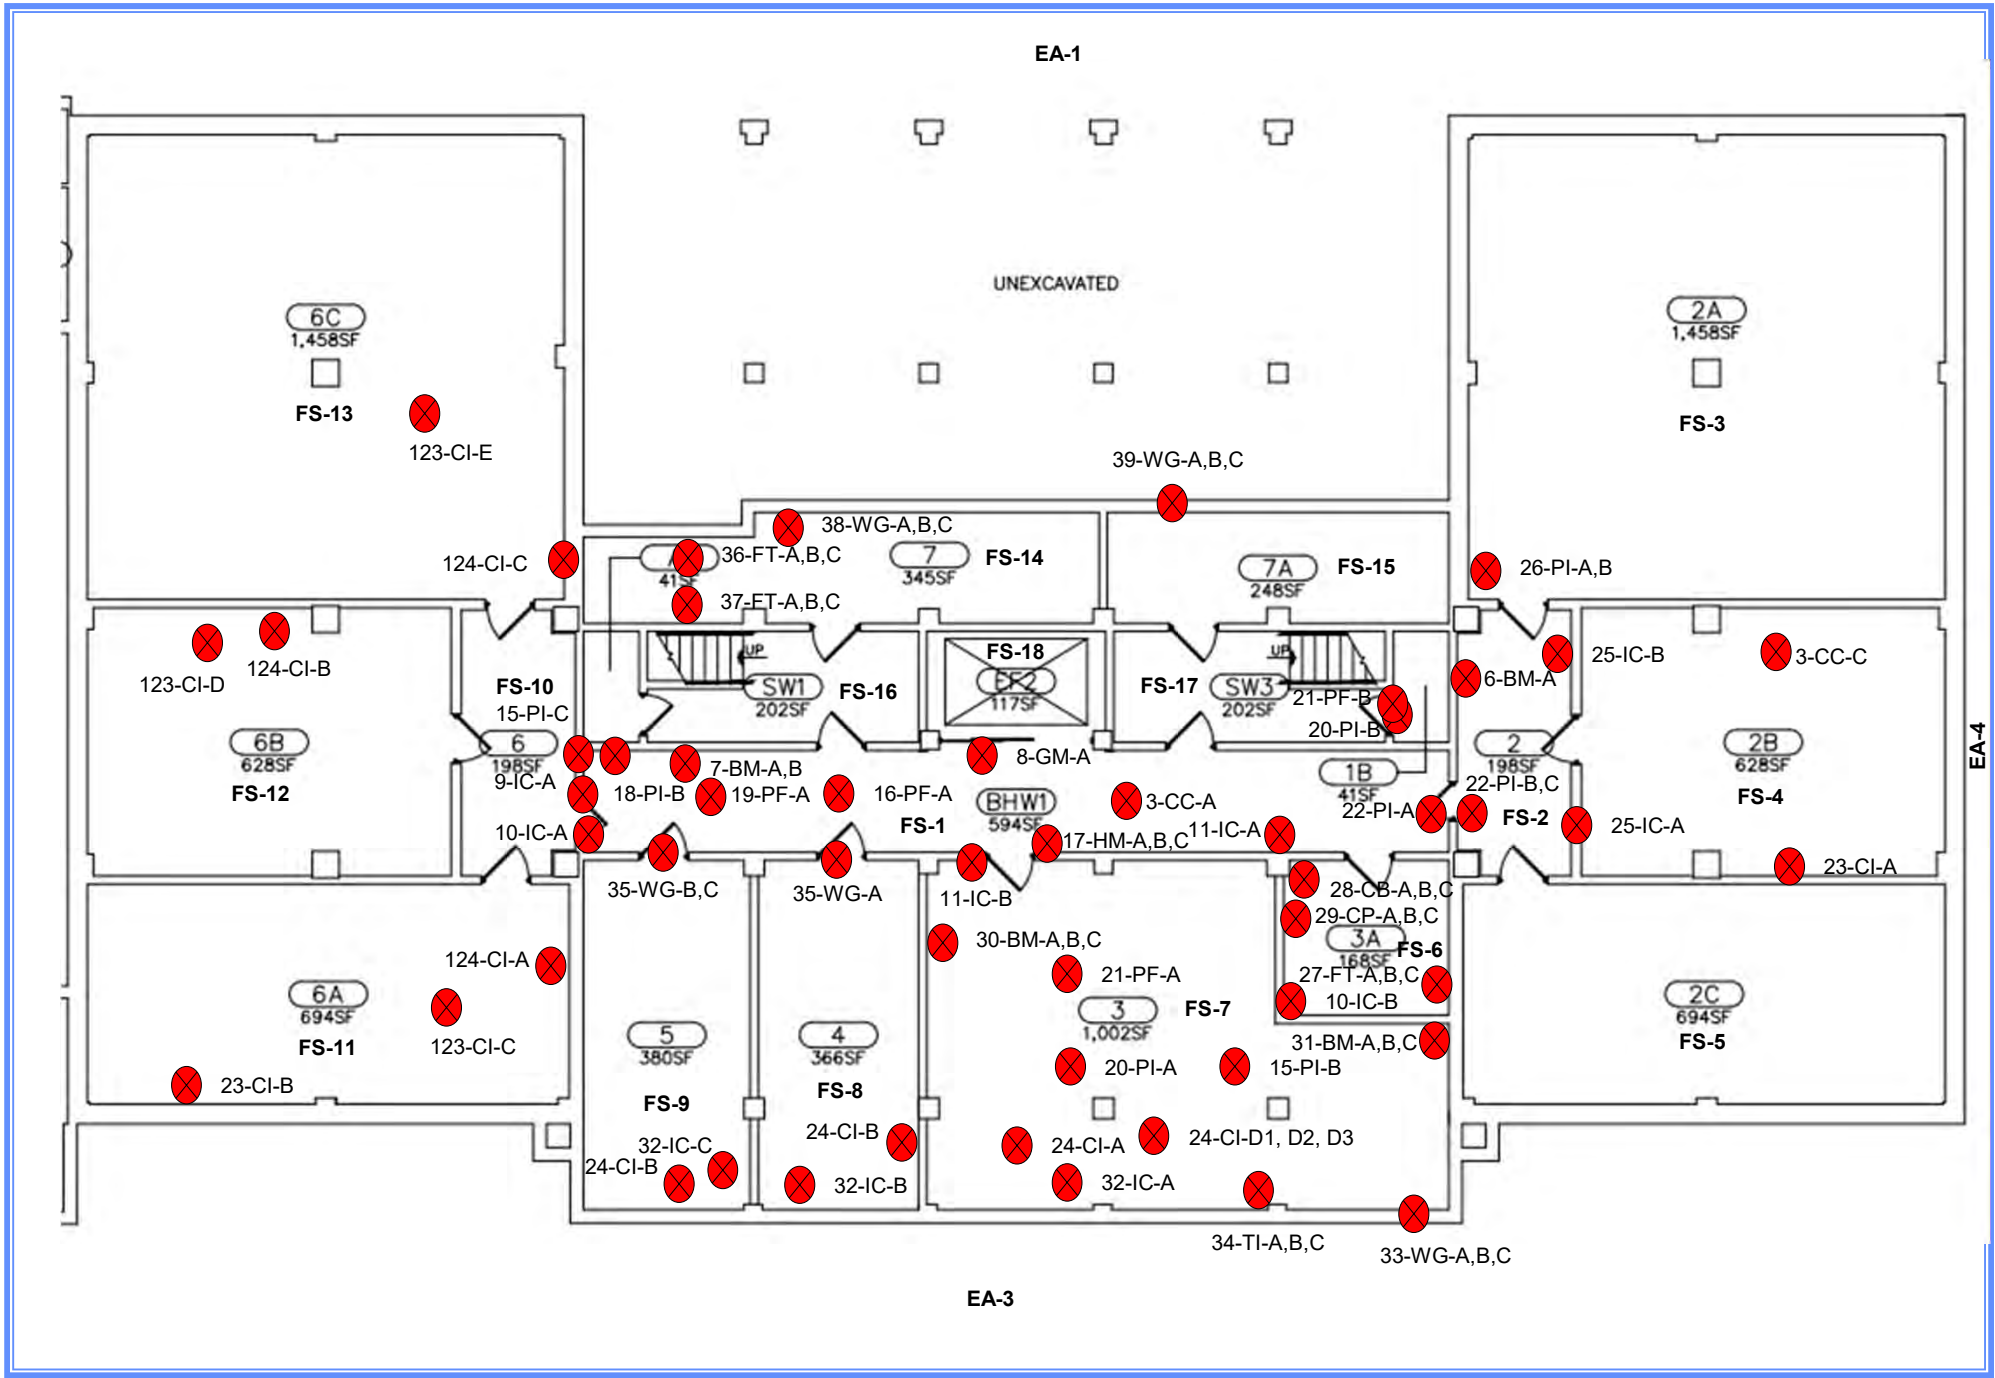 EA-1
UNEXCAVATED
6C
1,458SF
FS-13
123-CI-E
2A
1,458SF
FS-3
39-WG-A,B,C
38-WG-A,B,C
124-CI-C
41SF
36-FT-A,B,C
7
345SF
FS-14
7A
248SF
FS-15
26-PI-A,B
37-FT-A,B,C
123-CI-D
124-CI-B
FS-10
15-PI-C
UP
SW1
202SF
FS-16
FS-18
EF2
117SF
FS-17
SW3
202SF
UP
21-PF-B
20-PI-B
6-BM-A
25-IC-B
3-CC-C
6B
628SF
FS-12
6
198SF
9-IC-A
10-IC-A
18-PI-B
7-BM-A,B
19-PF-A
16-PF-A
FS-1
8-GM-A
BHW1
594SF
3-CC-A
17-HM-A,B,C
11-IC-A
1B
41SF
22-PI-A
2
198SF
22-PI-B,C
FS-2
25-IC-A
2B
628SF
FS-4
23-CI-A
EA-4
35-WG-B,C
35-WG-A
11-IC-B
28-CB-A,B,C
29-CP-A,B,C
3A
168SF
FS-6
27-FT-A,B,C
10-IC-B
30-BM-A,B,C
21-PF-A
3
1,002SF
FS-7
31-BM-A,B,C
20-PI-A
15-PI-B
124-CI-A
6A
694SF
FS-11
123-CI-C
23-CI-B
5
380SF
FS-9
4
366SF
FS-8
2C
694SF
FS-5
32-IC-C
24-CI-B
24-CI-B
32-IC-B
24-CI-A
24-CI-D1, D2, D3
32-IC-A
34-TI-A,B,C
33-WG-A,B,C
EA-3